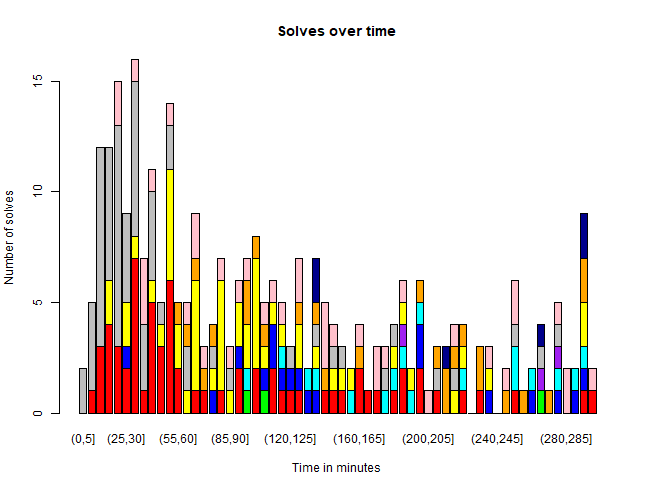 Solves over time
Number of solves
15
10
5
0
(0,5] (25,30] (55,60] (85,90] (120,125] (160,165] (200,205] (240,245] (280,285]
Time in minutes